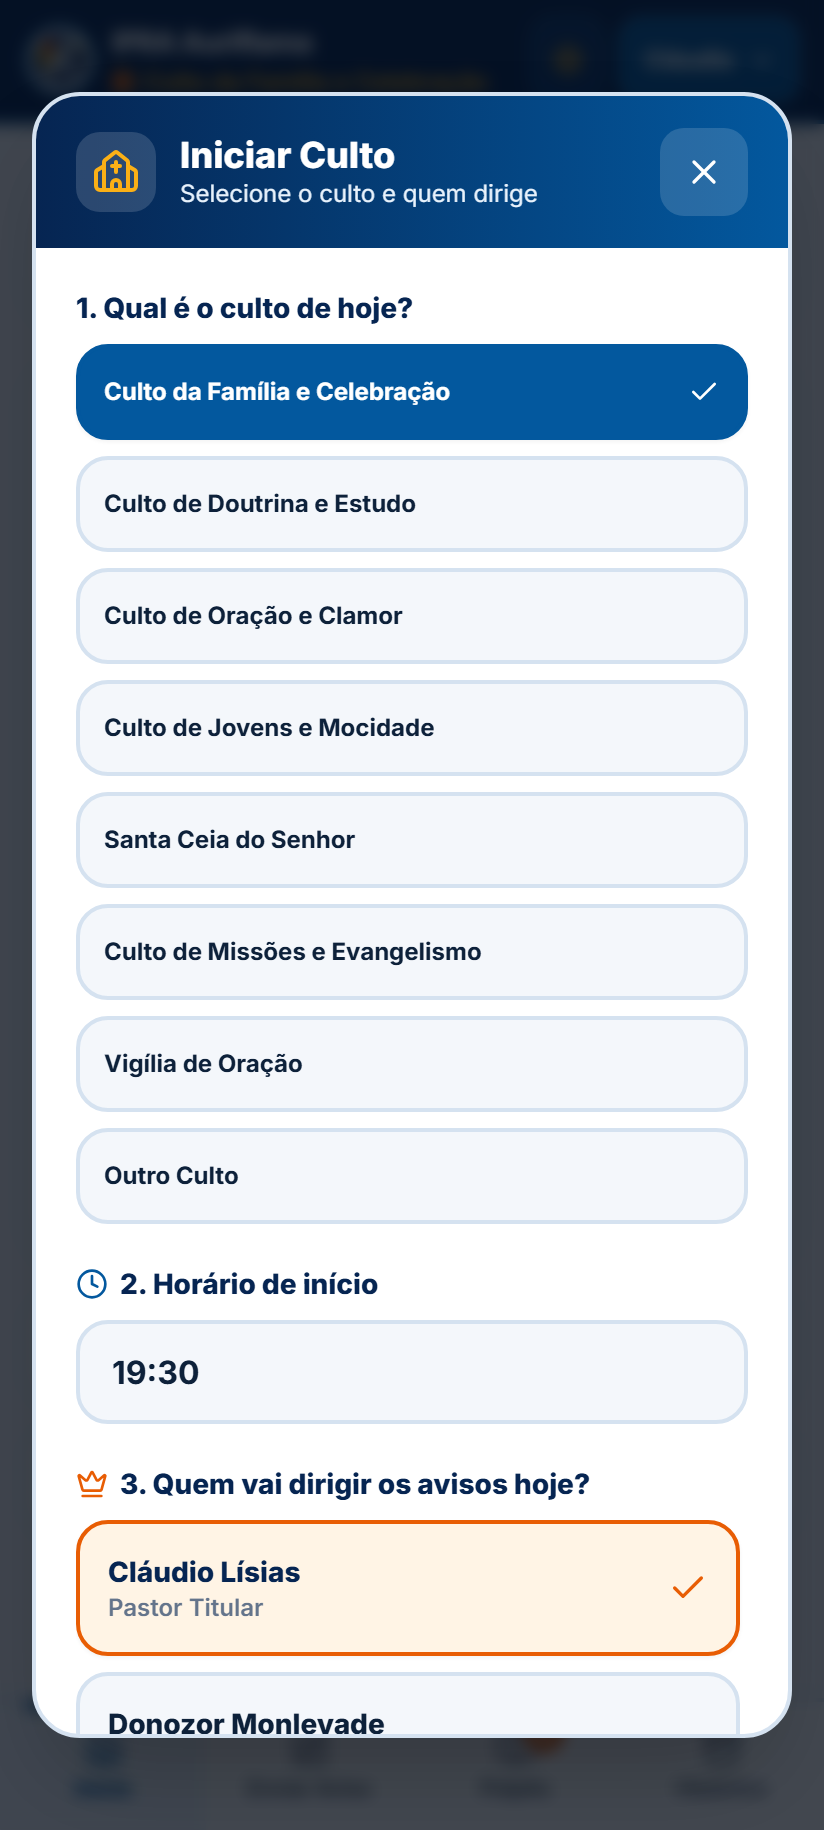 Iniciar Culto
Selecione o culto e quem dirige
1. Qual é o culto de hoje?
Culto da Família e Celebração
Culto de Doutrina e Estudo
Culto de Oração e Clamor
Culto de Jovens e Mocidade
Santa Ceia do Senhor
Culto de Missões e Evangelismo
Vigília de Oração
Outro Culto
2. Horário de início
19:30
3. Quem vai dirigir os avisos hoje?
Cláudio Lísias
Pastor Titular
Donozor Monlevade